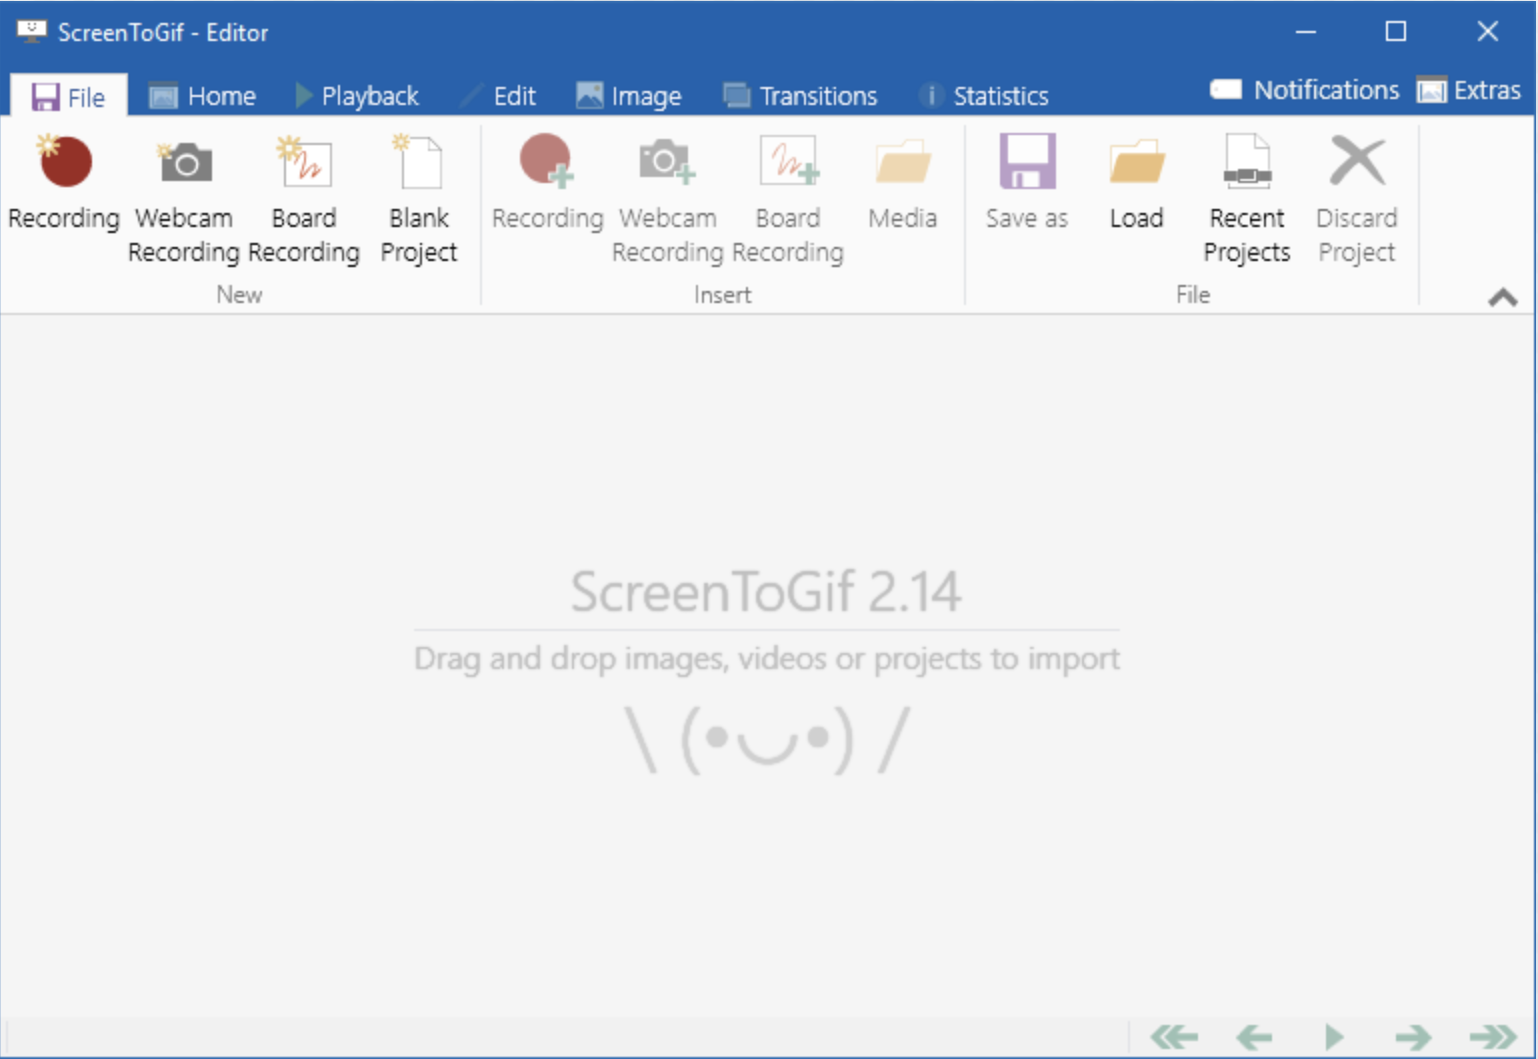 ScreenToGif - Editor
File Home Playback Edit Image Transitions Statistics Notifications Extras
Recording Webcam Recording Board Recording Blank Project Recording Webcam Recording Board Recording Media Save as Load Recent Projects Discard Project
New Insert File
ScreenToGif 2.14
Drag and drop images, videos or projects to import
\ (•◡•) /